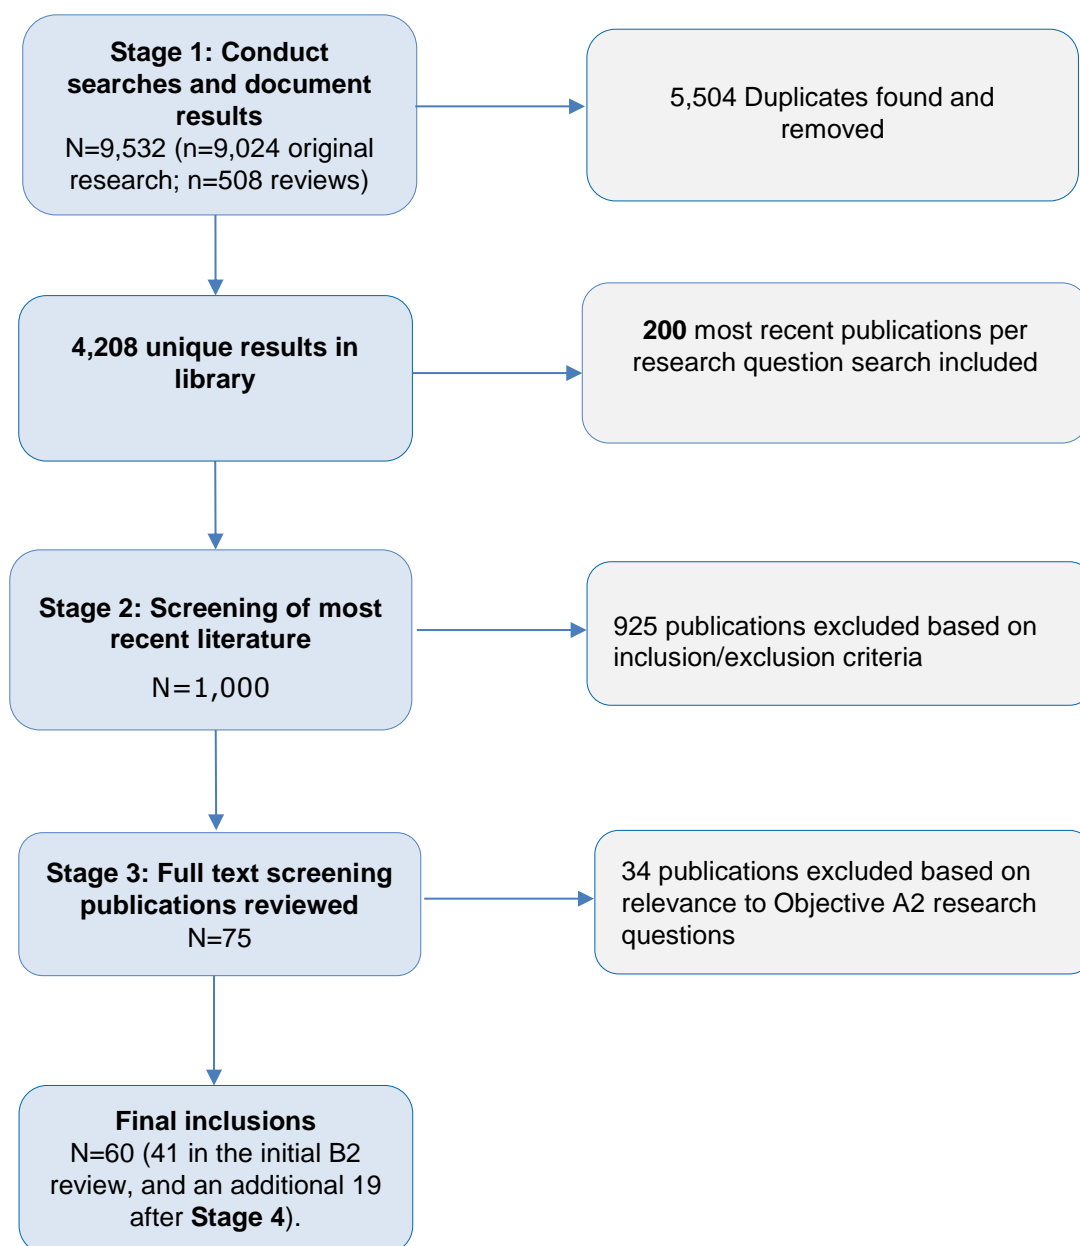 Stage 1: Conduct
searches and document
results
N=9,532 (n=9,024 original
research; n=508 reviews)
5,504 Duplicates found and
removed
4,208 unique results in
library
200 most recent publications per
research question search included
Stage 2: Screening of most
recent literature
N=1,000
925 publications excluded based on
inclusion/exclusion criteria
Stage 3: Full text screening
publications reviewed
N=75
34 publications excluded based on
relevance to Objective A2 research
questions
Final inclusions
N=60 (41 in the initial B2
review, and an additional 19
after Stage 4).